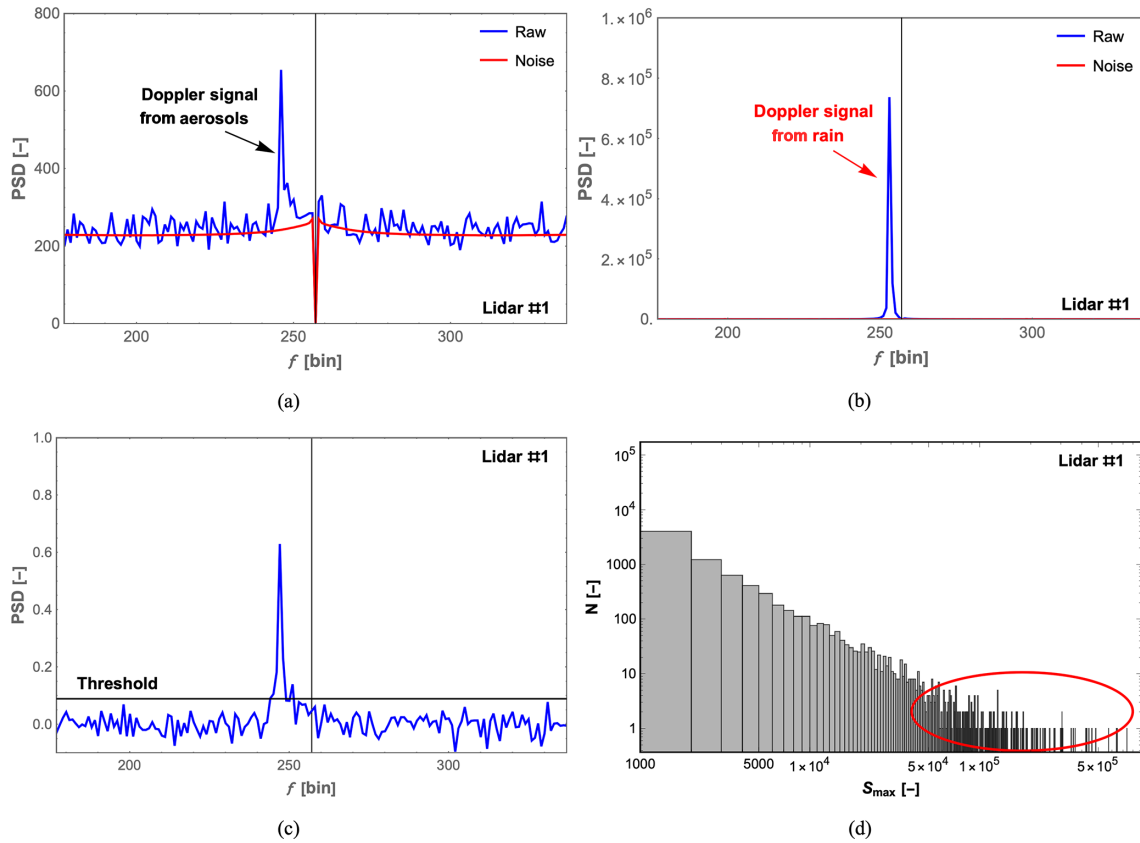 800
600
400
200
0
200
250
300
PSD [–]
f [bin]
Raw
Noise
Doppler signal
from aerosols
Lidar #1
(a)
1.×10⁶
8.×10⁵
6.×10⁵
4.×10⁵
2.×10⁵
0.
200
250
300
PSD [–]
f [bin]
Raw
Noise
Doppler signal
from rain
Lidar #1
(b)
1.0
0.8
0.6
0.4
0.2
0.0
200
250
300
PSD [–]
f [bin]
Lidar #1
Threshold
(c)
10⁵
10⁴
1000
100
10
1
1000
5000
1×10⁴
5×10⁴
1×10⁵
5×10⁵
N [–]
Smax [–]
Lidar #1
(d)